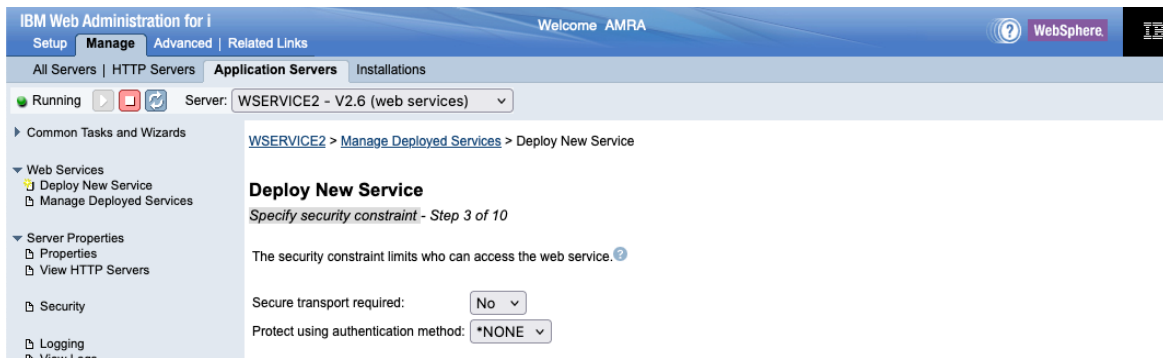 IBM Web Administration for i
Welcome AMRA
WebSphere.
Setup Manage Advanced | Related Links
All Servers | HTTP Servers Application Servers Installations
Running Server: WSERVICE2 - V2.6 (web services)
Common Tasks and Wizards
Web Services
Deploy New Service
Manage Deployed Services
Server Properties
Properties
View HTTP Servers
Security
Logging
View Logs
WSERVICE2 > Manage Deployed Services > Deploy New Service
Deploy New Service
Specify security constraint - Step 3 of 10
The security constraint limits who can access the web service.?
Secure transport required: No
Protect using authentication method: *NONE